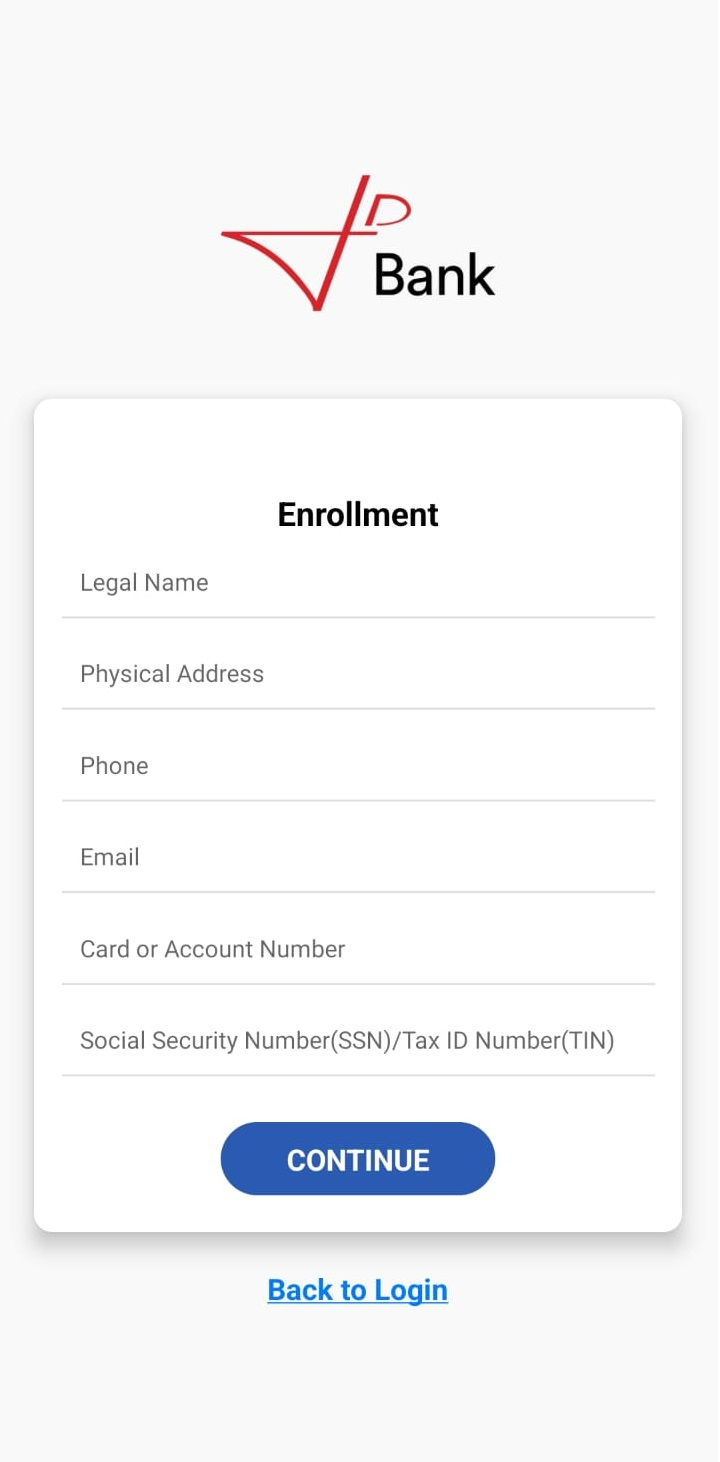 D
Bank
Enrollment
Legal Name
Physical Address
Phone
Email
Card or Account Number
Social Security Number(SSN)/Tax ID Number(TIN)
CONTINUE
Back to Login